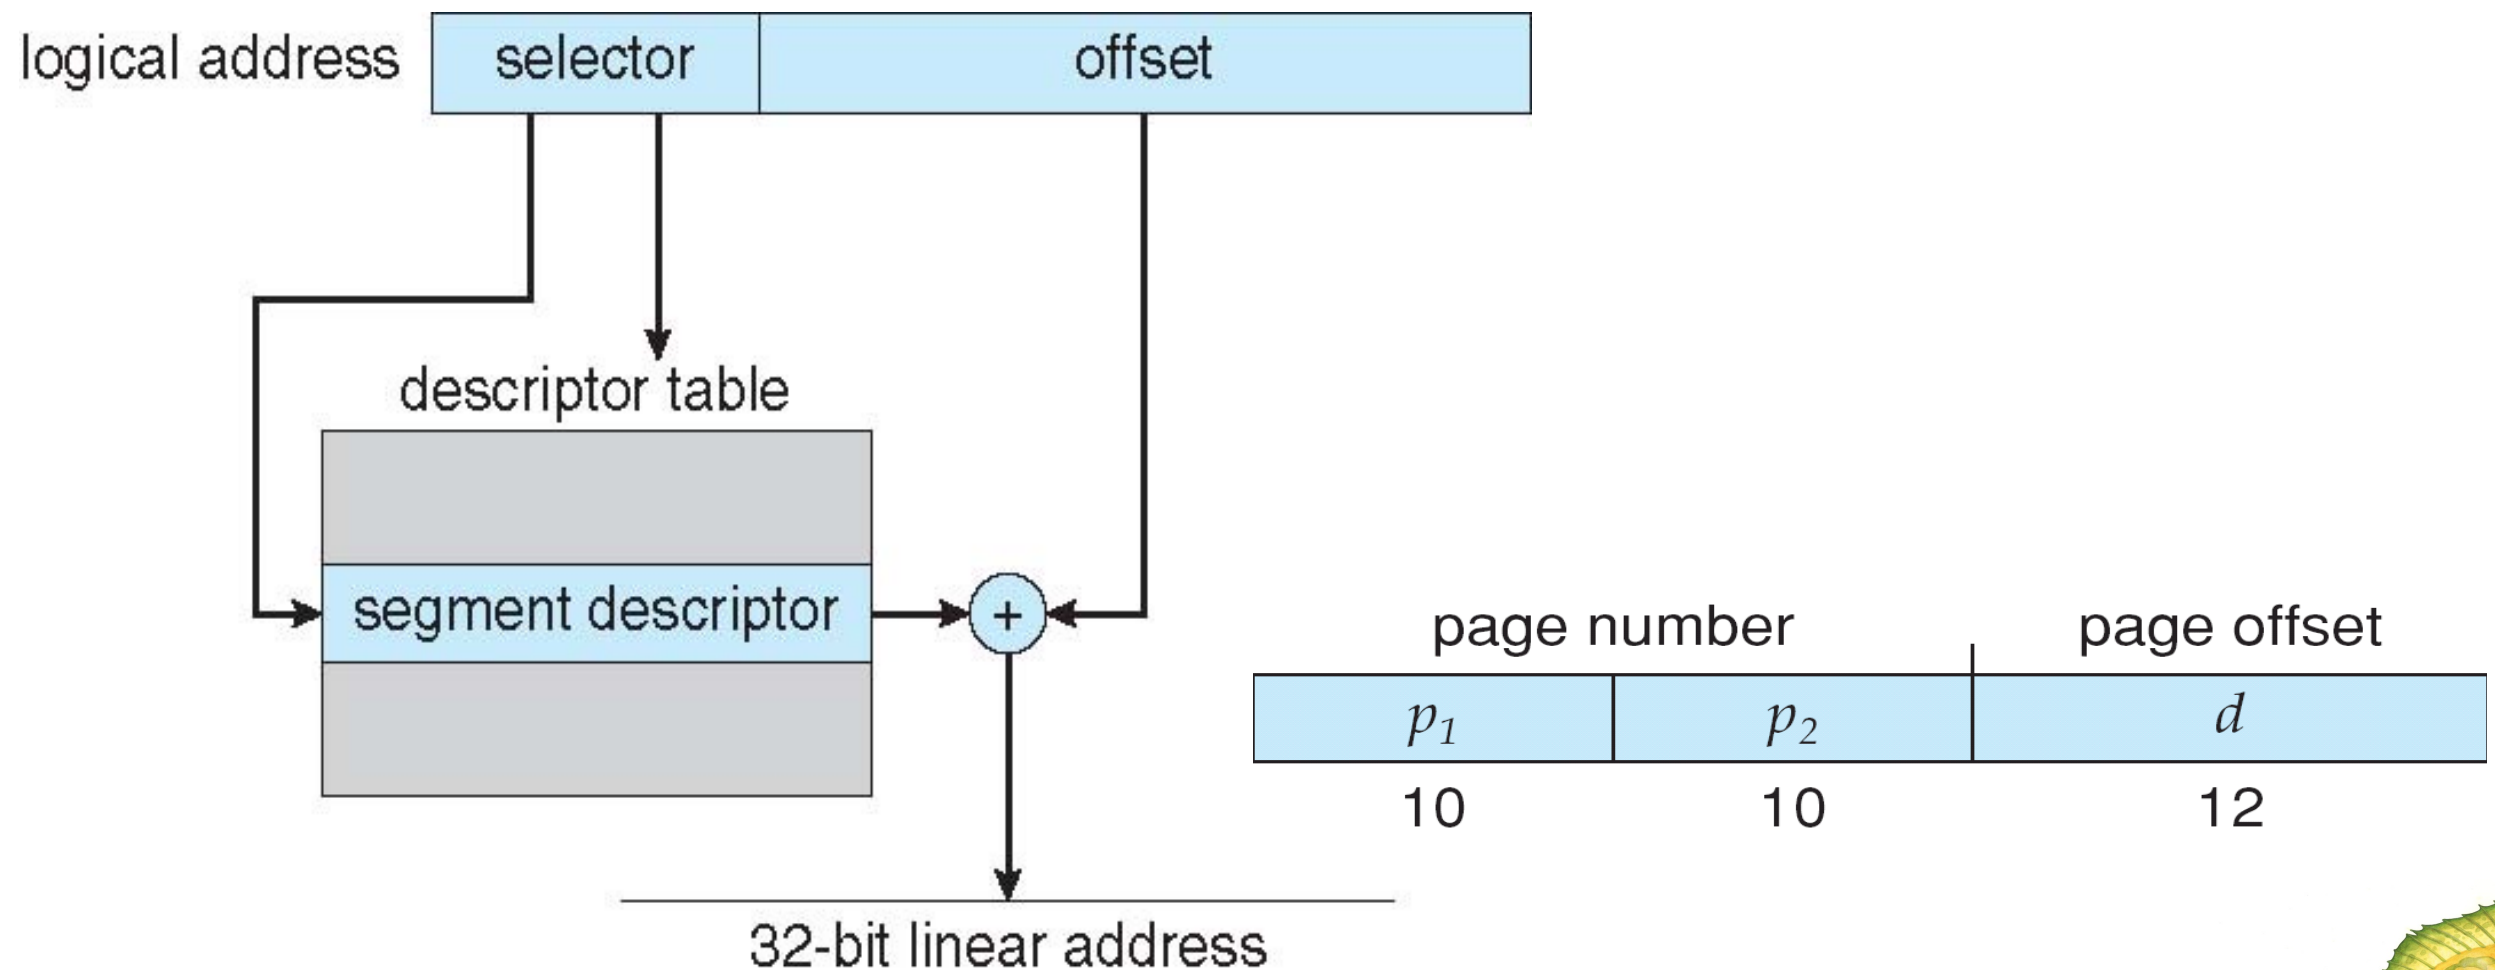 logical address selector offset
descriptor table
segment descriptor +
32-bit linear address
page number page offset
p1 p2 d
10 10 12